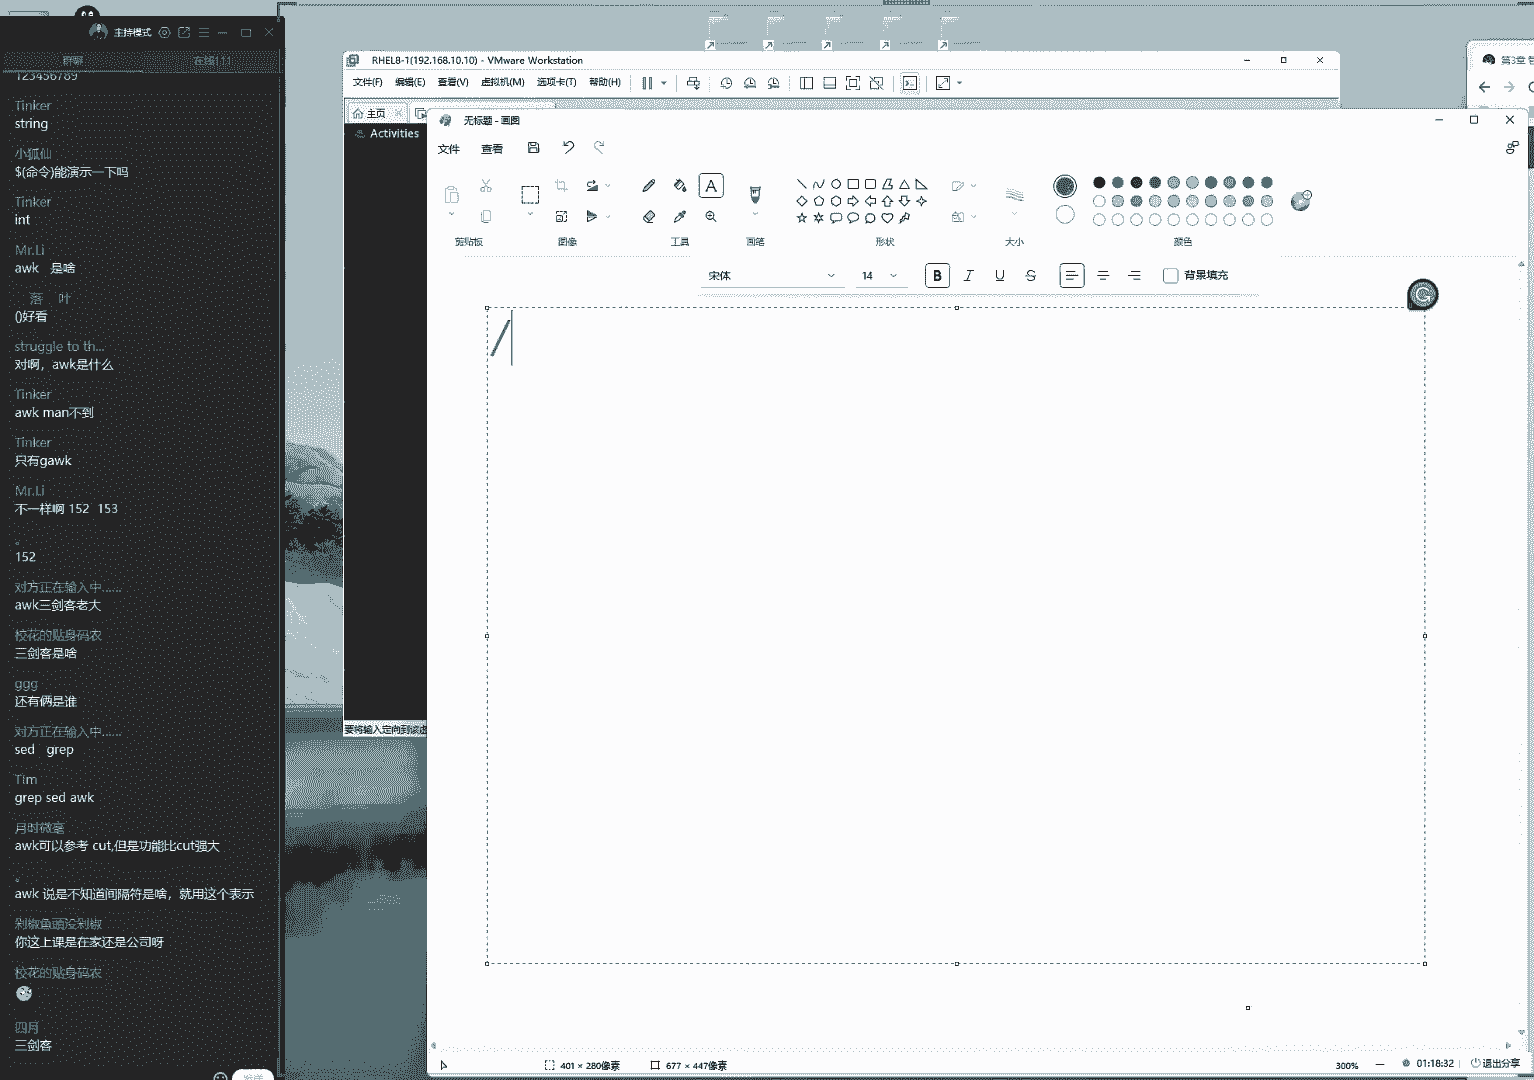 主持模式
群聊
在线111
123456789
Tinker
string
小狐仙
$(命令)能演示一下吗
Tinker
int
Mr.Li
awk 是啥
落 叶
()好看
struggle to th...
对啊，awk是什么
Tinker
awk man不到
Tinker
只有gawk
Mr.Li
不一样啊 152 153
。
152
对方正在输入中......
awk三剑客老大
校花的贴身码农
三剑客是啥
ggg
还有俩是谁
对方正在输入中......
sed grep
Tim
grep sed awk
月时微毫
awk可以参考 cut,但是功能比cut强大
。
awk 说是不知道间隔符是啥，就用这个表示
剁椒鱼頭没剁椒
你这上课是在家还是公司呀
校花的贴身码农
四月
三剑客
RHEL8-1(192.168.10.10) - VMware Workstation
文件(F) 编辑(E) 查看(V) 虚拟机(M) 选项卡(T) 帮助(H)
主页
Activities
要将输入定向到该虚
第3章 管
无标题 - 画图
文件 查看
剪贴板 图像 工具 画笔 形状 大小 颜色
宋体 14 B I U S 背景填充
/
401 × 280像素 677 × 447像素 300% 01:18:32 退出分享